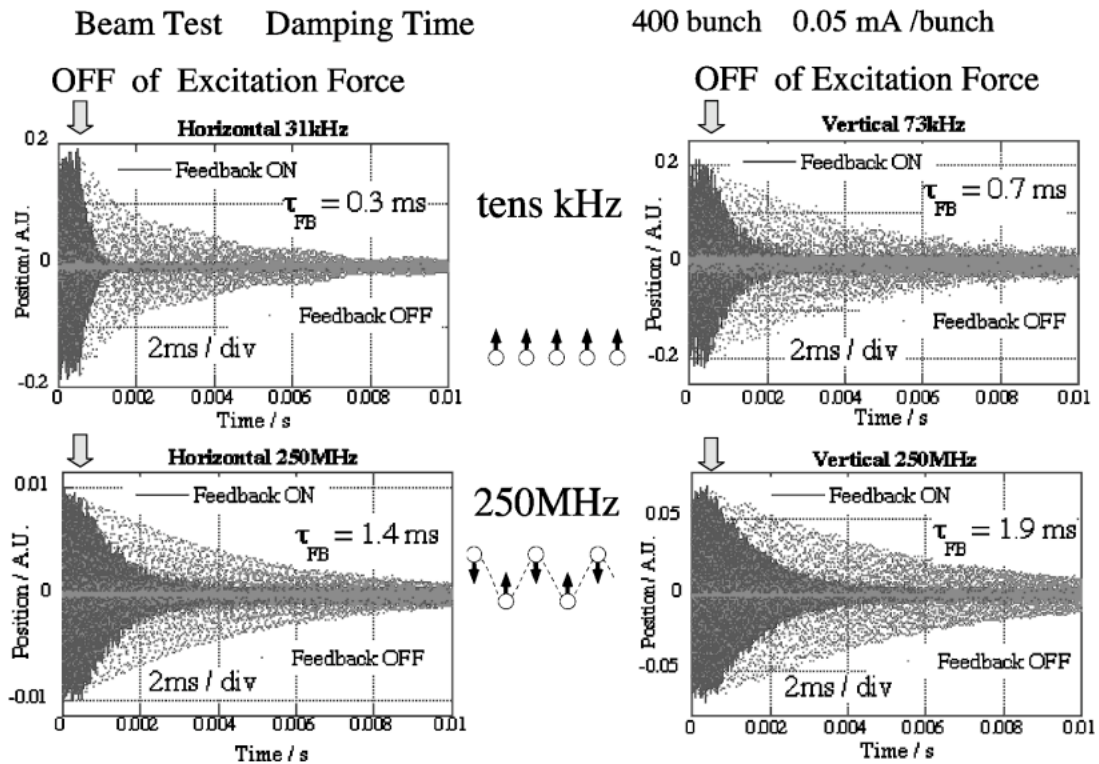 Beam Test Damping Time 400 bunch 0.05 mA /bunch
OFF of Excitation Force
OFF of Excitation Force
Horizontal 31kHz
0.2
0
-0.2
Position / A.U.
Feedback ON
τFB = 0.3 ms
Feedback OFF
2ms / div
0 0.002 0.004 0.006 0.008 0.01
Time / s
tens kHz
Vertical 73kHz
0.2
0
-0.2
Position / A.U.
Feedback ON
τFB = 0.7 ms
Feedback OFF
2ms / div
0 0.002 0.004 0.006 0.008 0.01
Time / s
Horizontal 250MHz
0.01
0
-0.01
Position / A.U.
Feedback ON
τFB = 1.4 ms
Feedback OFF
2ms / div
0 0.002 0.004 0.006 0.008 0.01
Time / s
250MHz
Vertical 250MHz
0.05
0
-0.05
Position / A.U.
Feedback ON
τFB = 1.9 ms
Feedback OFF
2ms / div
0 0.002 0.004 0.006 0.008 0.01
Time / s